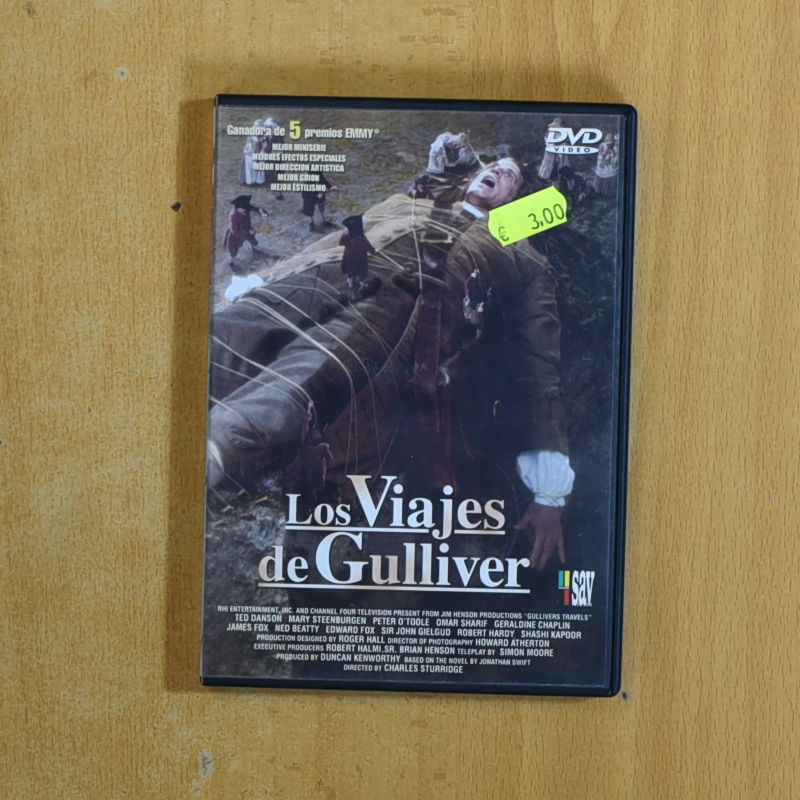 Ganadora de 5 premios EMMY®
MEJOR MINISERIE
MEJORES EFECTOS ESPECIALES
MEJOR DIRECCION ARTISTICA
MEJOR GUION
MEJOR ESTILISMO
DVD
VIDEO
€ 3,00
Los Viajes
de Gulliver
sav
RHI ENTERTAINMENT, INC. AND CHANNEL FOUR TELEVISION PRESENT FROM JIM HENSON PRODUCTIONS "GULLIVERS TRAVELS"
TED DANSON MARY STEENBURGEN PETER O'TOOLE OMAR SHARIF GERALDINE CHAPLIN
JAMES FOX NED BEATTY EDWARD FOX SIR JOHN GIELGUD ROBERT HARDY SHASHI KAPOOR
PRODUCTION DESIGNED BY ROGER HALL DIRECTOR OF PHOTOGRAPHY HOWARD ATHERTON
EXECUTIVE PRODUCERS ROBERT HALMI, SR. BRIAN HENSON TELEPLAY BY SIMON MOORE
PRODUCED BY DUNCAN KENWORTHY BASED ON THE NOVEL BY JONATHAN SWIFT
DIRECTED BY CHARLES STURRIDGE